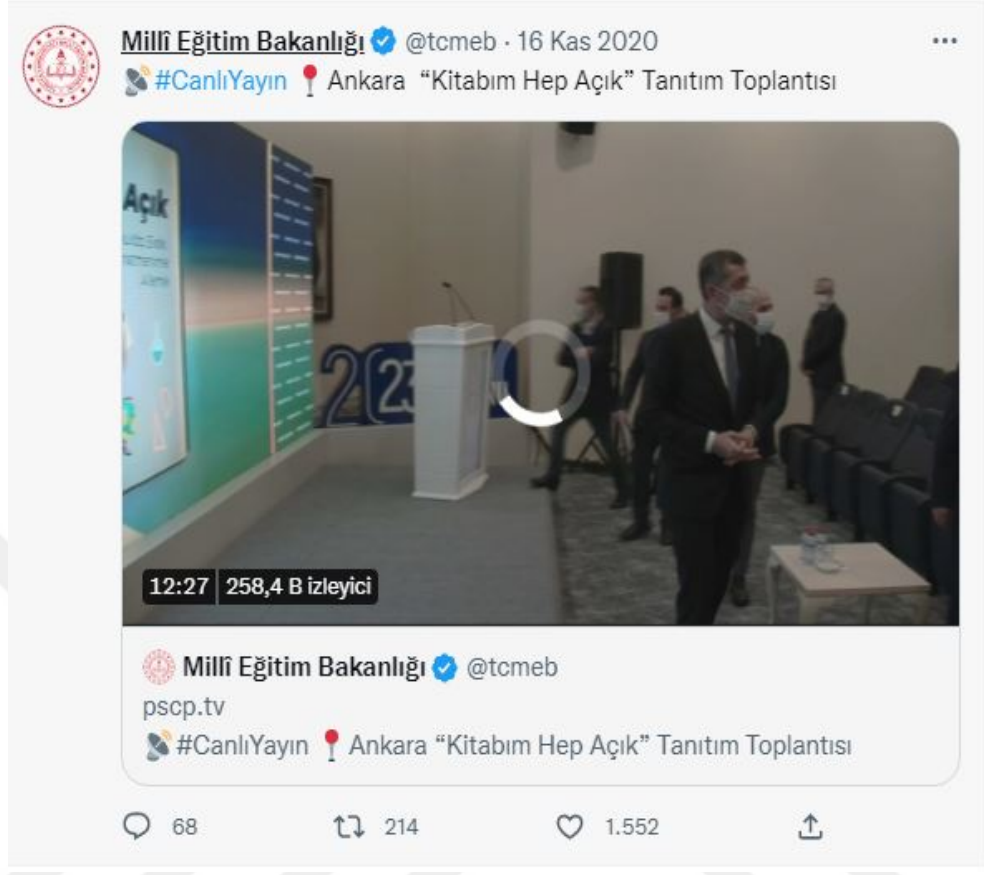 Millî Eğitim Bakanlığı @tcmeb · 16 Kas 2020
#CanlıYayın Ankara “Kitabım Hep Açık” Tanıtım Toplantısı
Açık
12:27 258,4 B izleyici
Millî Eğitim Bakanlığı @tcmeb
pscp.tv
#CanlıYayın Ankara “Kitabım Hep Açık” Tanıtım Toplantısı
68 214 1.552